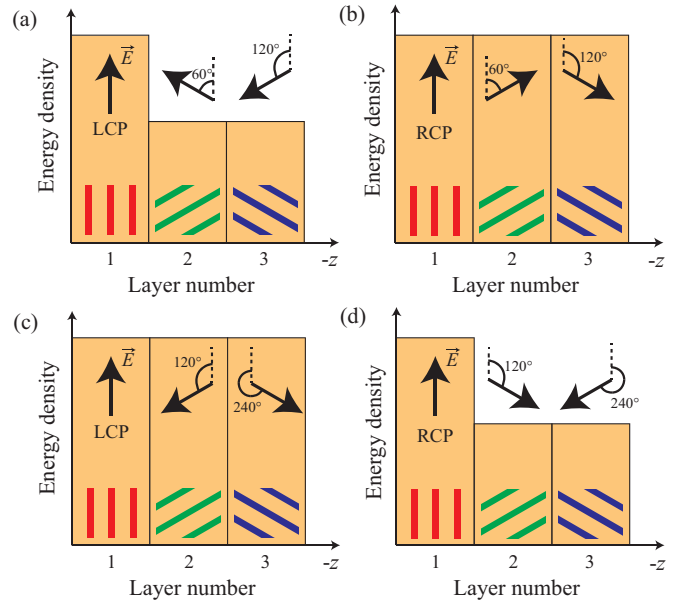 (a)
Energy density
E
LCP
60°
120°
1 2 3 -z
Layer number
(b)
Energy density
E
RCP
60°
120°
1 2 3 -z
Layer number
(c)
Energy density
E
LCP
120°
240°
1 2 3 -z
Layer number
(d)
Energy density
E
RCP
120°
240°
1 2 3 -z
Layer number